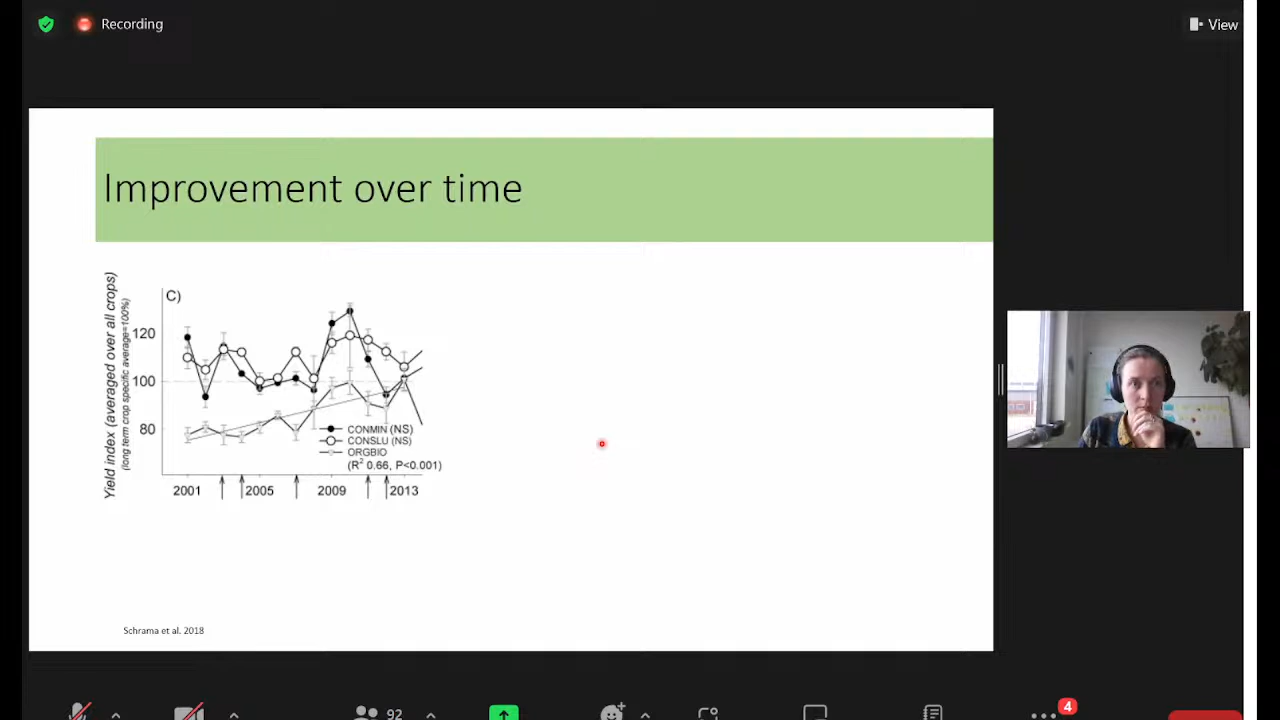 Recording
View
Improvement over time
Yield index (averaged over all crops)
(long term crop specific average=100%)
C)
120
100
80
CONMIN (NS)
CONSLU (NS)
ORGBIO
(R² 0.66, P<0.001)
2001
2005
2009
2013
Schrama et al. 2018
92
4